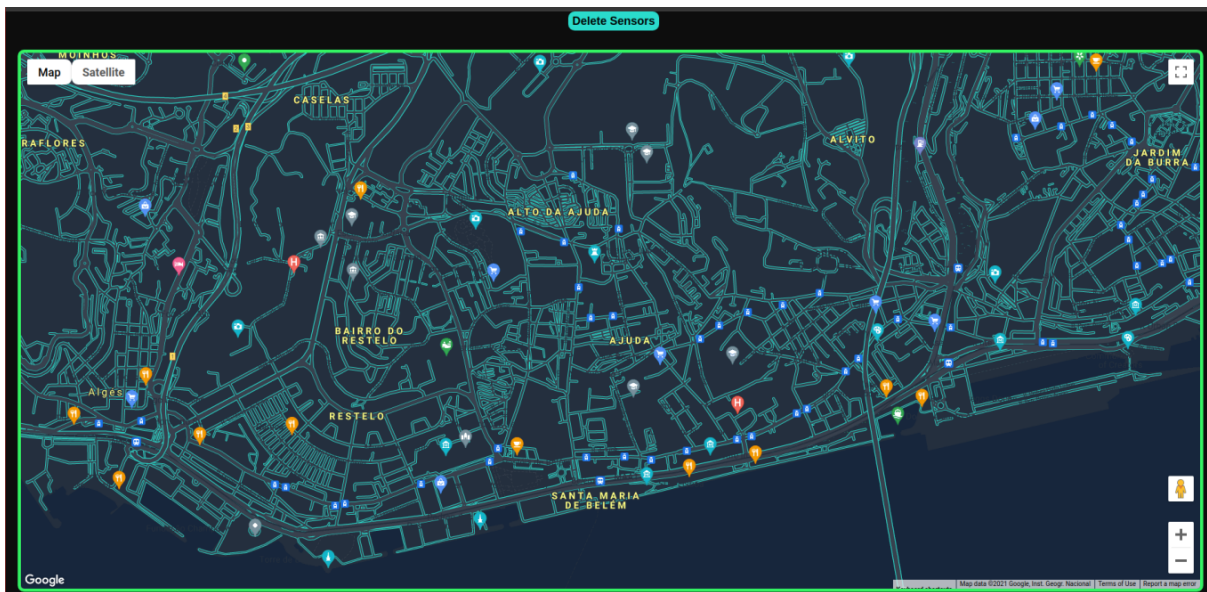 Delete Sensors
MOINHOS
Map
Satellite
CASELAS
RAFLORES
ALVITO
JARDIM
DA BURRA
ALTO DA AJUDA
BAIRRO DO
RESTELO
AJUDA
Algés
RESTELO
SANTA MARIA
DE BELÉM
Google
Keyboard shortcuts
Map data ©2021 Google, Inst. Geogr. Nacional
Terms of Use
Report a map error